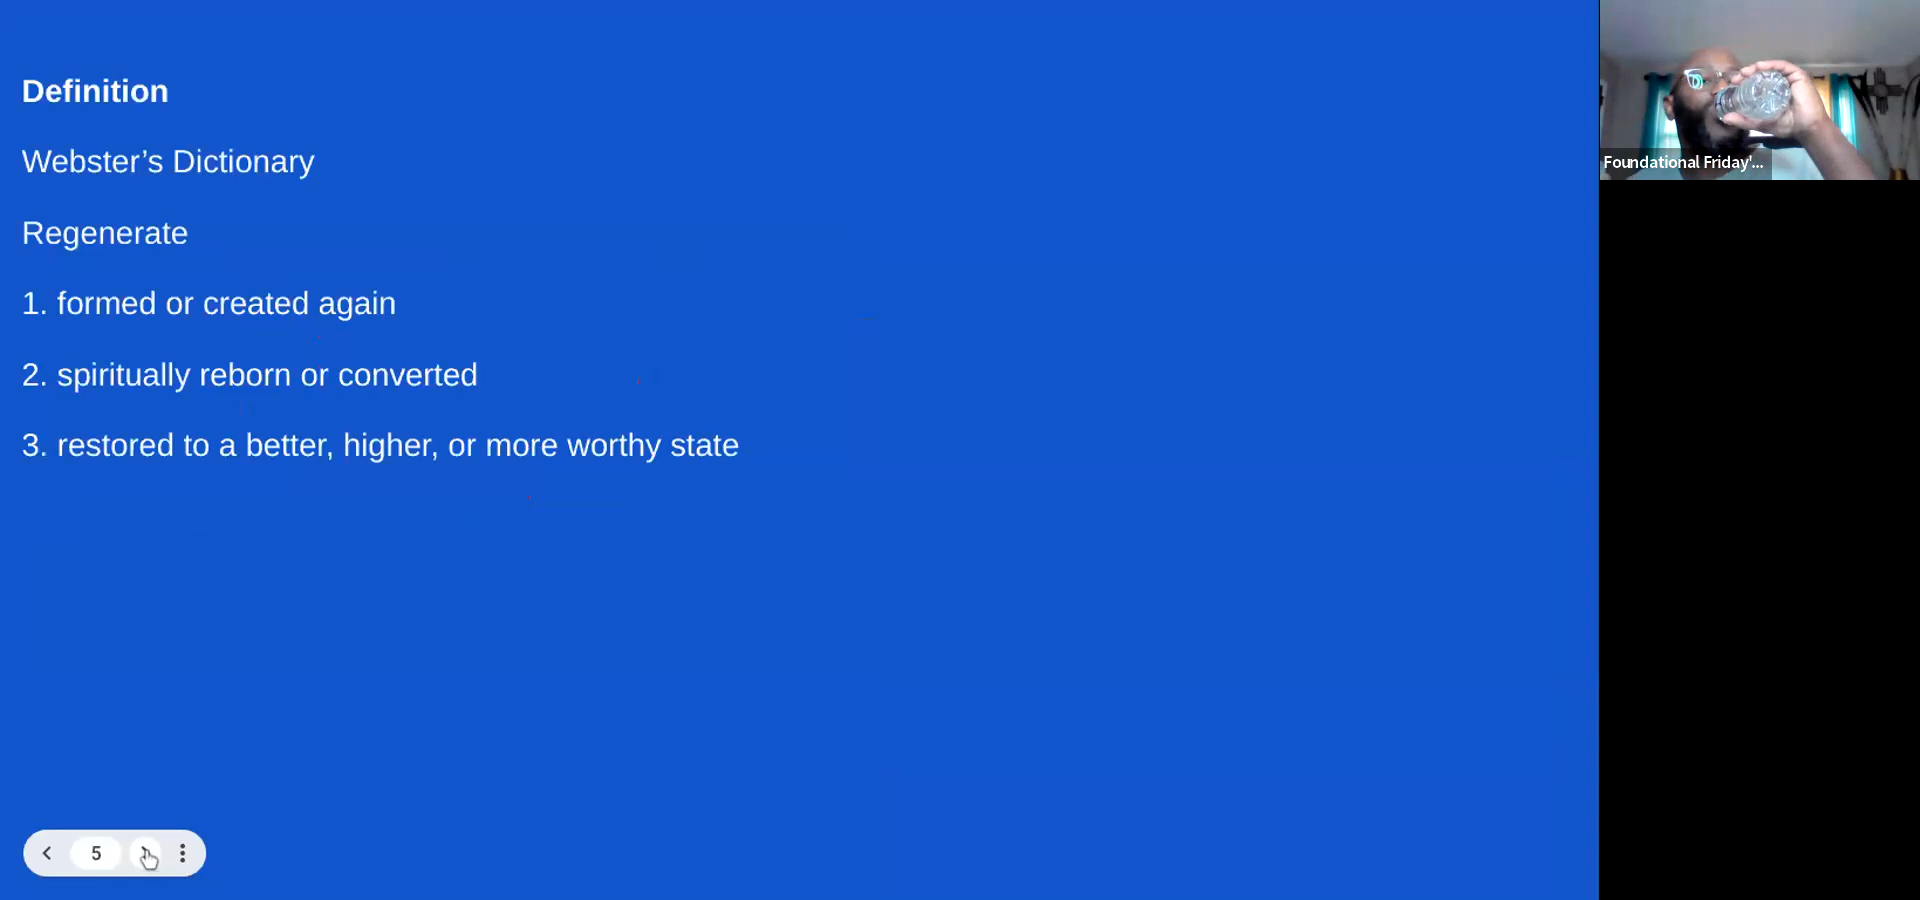 Definition
Webster’s Dictionary
Regenerate
1. formed or created again
2. spiritually reborn or converted
3. restored to a better, higher, or more worthy state
Foundational Friday'...
5